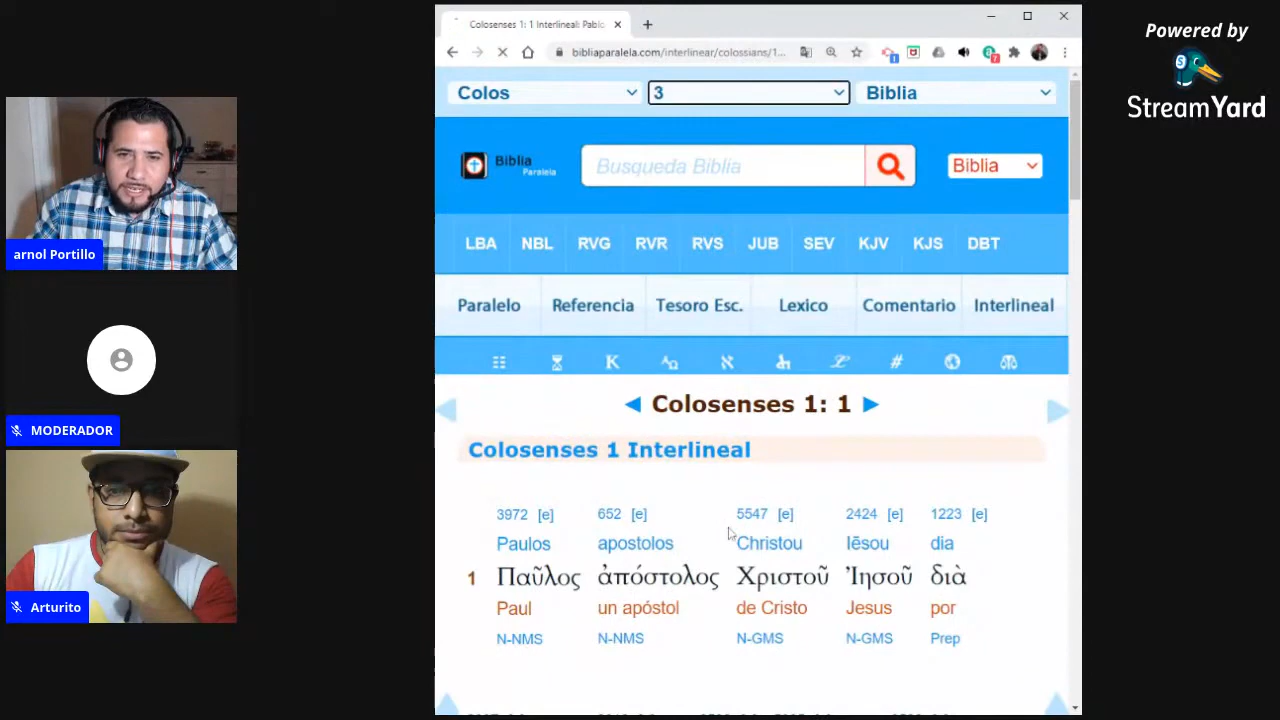 Colosenses 1: 1 Interlineal: Pablo
bibliaparalela.com/interlinear/colossians/1...
Colos 3 Biblia
Biblia
Paralela
Busqueda Biblia
Biblia
LBA NBL RVG RVR RVS JUB SEV KJV KJS DBT
Paralelo Referencia Tesoro Esc. Lexico Comentario Interlineal
Colosenses 1: 1
Colosenses 1 Interlineal
3972 [e] 652 [e] 5547 [e] 2424 [e] 1223 [e]
Paulos apostolos Christou Iēsou dia
1 Παῦλος ἀπόστολος Χριστοῦ Ἰησοῦ διὰ
Paul un apóstol de Cristo Jesus por
N-NMS N-NMS N-GMS N-GMS Prep
arnol Portillo
MODERADOR
Arturito
Powered by
StreamYard